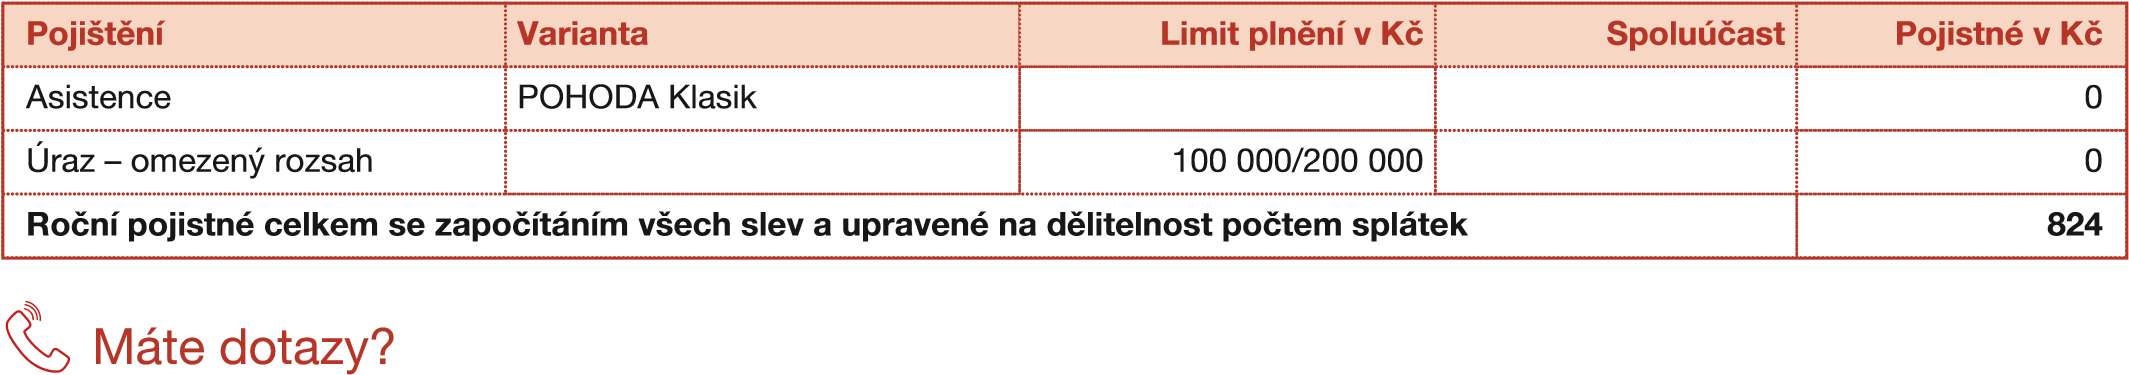 Pojištění Varianta Limit plnění v Kč Spoluúčast Pojistné v Kč
Asistence POHODA Klasik 0
Úraz – omezený rozsah 100 000/200 000 0
Roční pojistné celkem se započítáním všech slev a upravené na dělitelnost počtem splátek 824
Máte dotazy?